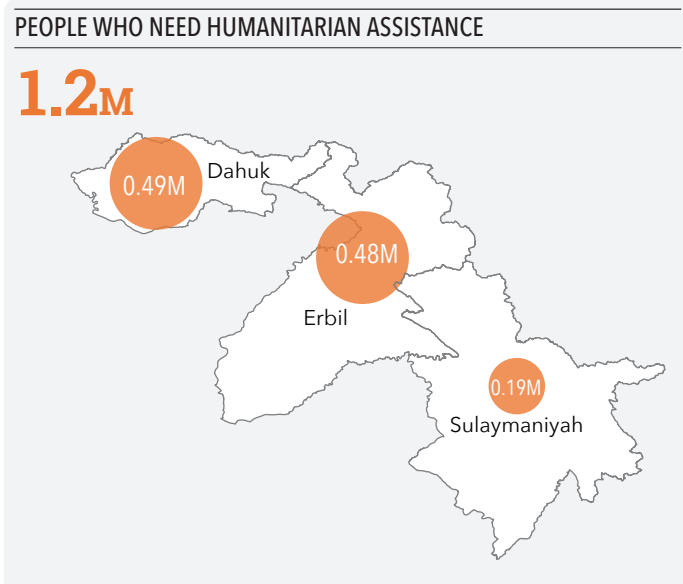 PEOPLE WHO NEED HUMANITARIAN ASSISTANCE
1.2M
0.49M
Dahuk
0.48M
Erbil
0.19M
Sulaymaniyah